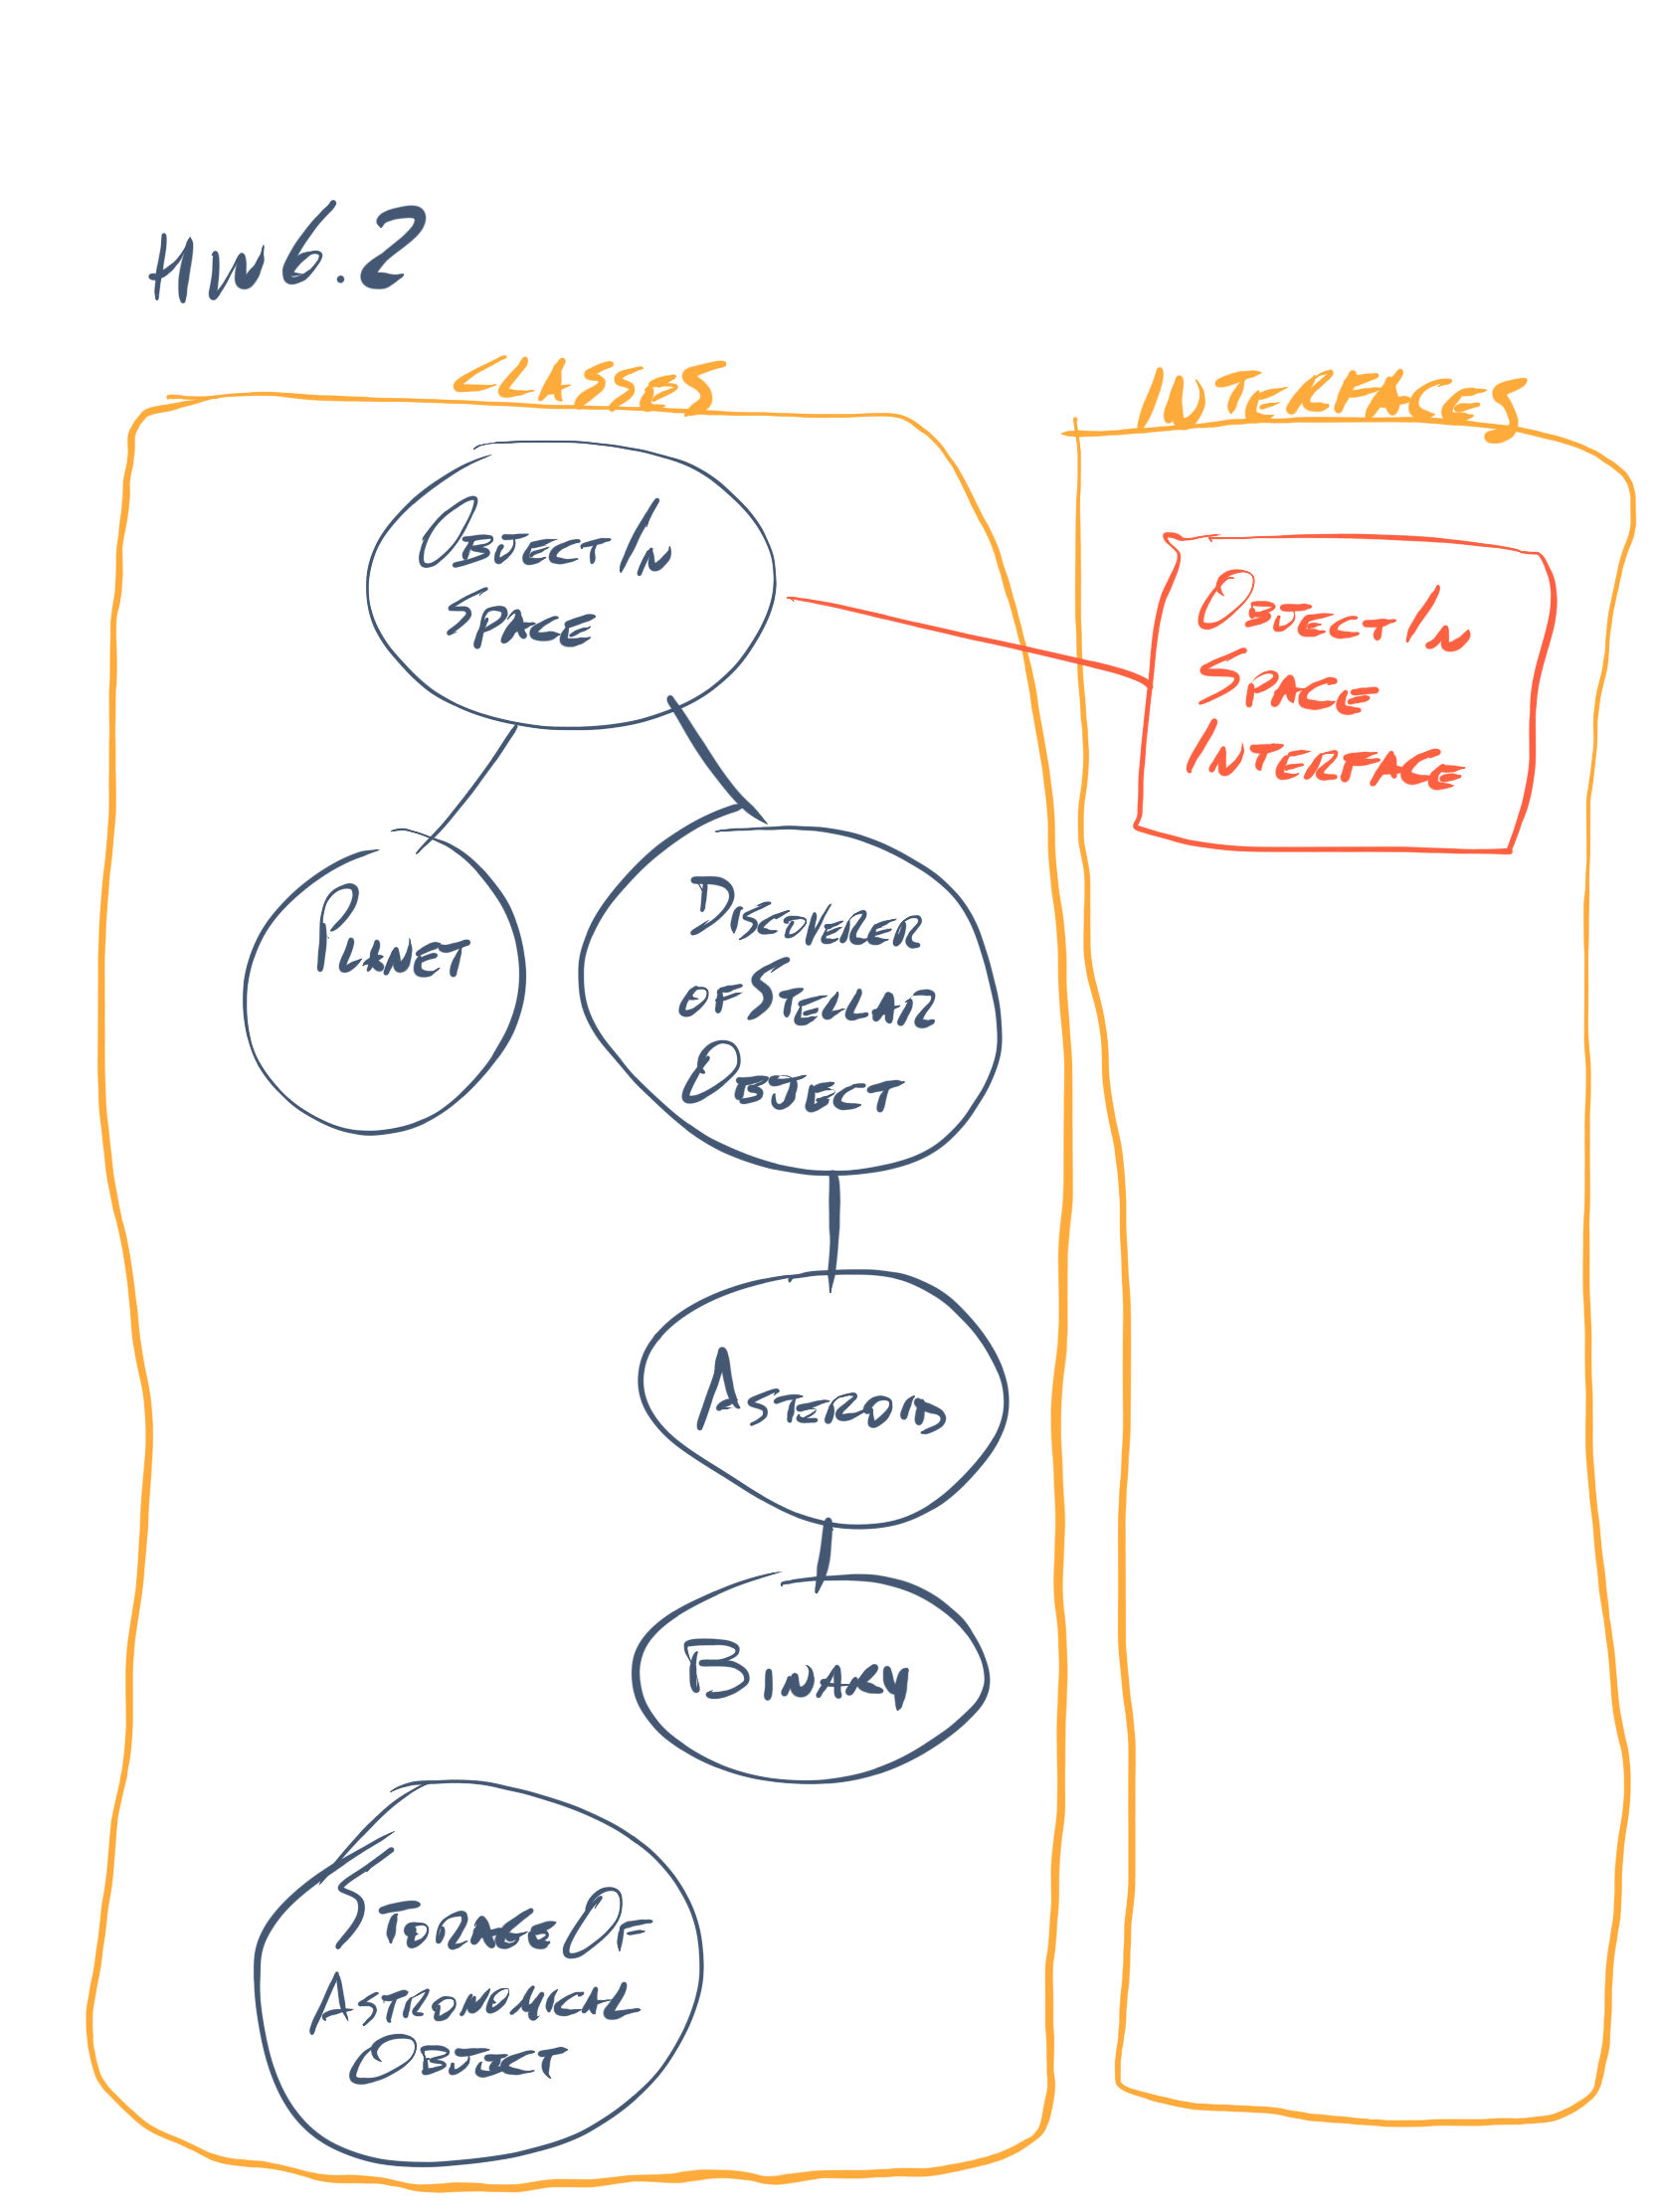 HW6.2
CLASSES
INTERFACES
OBJECT IN
SPACE
OBJECT IN
SPACE
INTERFACE
PLANET
DISCOVERER
OF STELLAR
OBJECT
ASTEROID
BINARY
STORAGE OF
ASTRONOMICAL
OBJECT